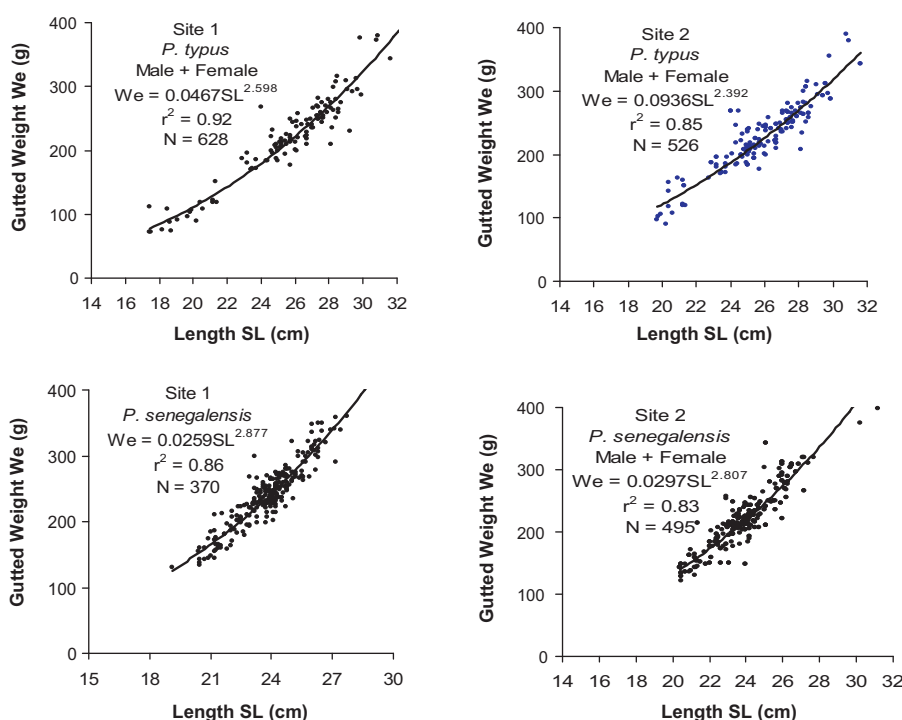 400
300
200
100
0
Gutted Weight We (g)
Site 1
P. typus
Male + Female
We = 0.0467SL^2.598
r² = 0.92
N = 628
14 16 18 20 22 24 26 28 30 32
Length SL (cm)
400
300
200
100
0
Gutted Weight We (g)
Site 2
P. typus
Male + Female
We = 0.0936SL^2.392
r² = 0.85
N = 526
14 16 18 20 22 24 26 28 30 32
Length SL (cm)
400
300
200
100
0
Gutted Weight We (g)
Site 1
P. senegalensis
We = 0.0259SL^2.877
r² = 0.86
N = 370
15 18 21 24 27 30
Length SL (cm)
400
300
200
100
0
Gutted Weight We (g)
Site 2
P. senegalensis
Male + Female
We = 0.0297SL^2.807
r² = 0.83
N = 495
14 16 18 20 22 24 26 28 30 32
Length SL (cm)